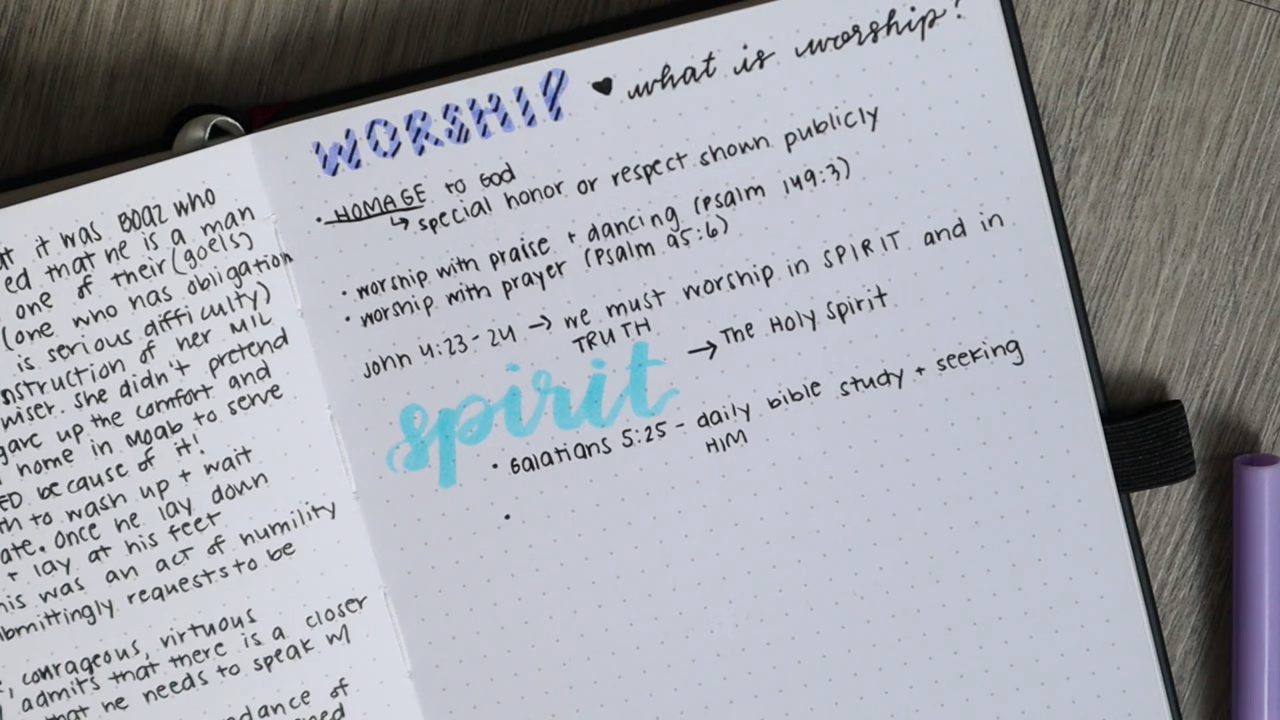 at it was Boaz who
ed that he is a man
one of their (goels)
(one who has obligation
is serious difficulty)
nstruction of her MIL
miser. She didn't pretend
gave up the comfort and
home in Moab to serve
ED because of it!
th to wash up + wait
ate. Once he lay down
+ lay at his feet
his was an act of humility
bmittingly requests to be
, courageous, virtuous
admits that there is a closer
that he needs to speak w/
ndance of
WORSHIP ♥ what is worship?
• HOMAGE to God
↳ special honor or respect shown publicly
• worship with praise + dancing (Psalm 149:3)
• worship with prayer (Psalm 95:6)
John 4:23-24 → we must worship in SPIRIT and in
TRUTH
spirit → The Holy Spirit
• Galatians 5:25 - daily bible study + seeking
HIM
•